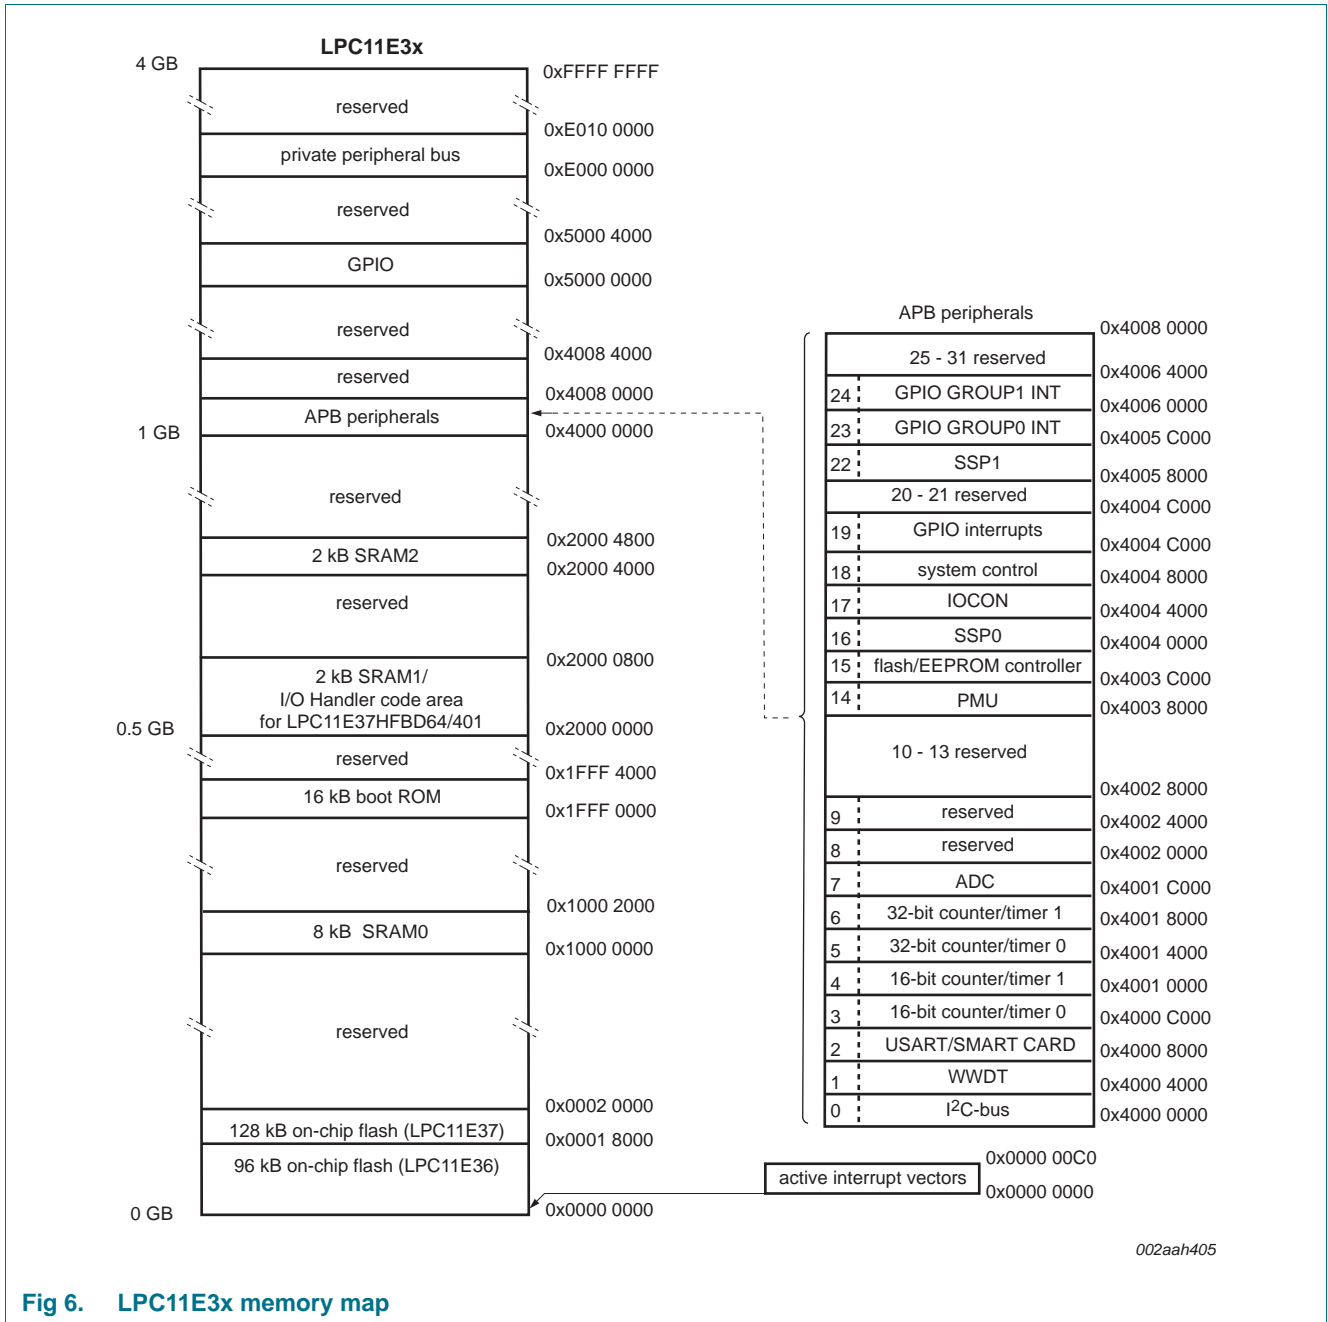 LPC11E3x
4 GB
0xFFFF FFFF
reserved
0xE010 0000
private peripheral bus
0xE000 0000
reserved
0x5000 4000
GPIO
0x5000 0000
reserved
0x4008 4000
reserved
0x4008 0000
APB peripherals
1 GB
0x4000 0000
reserved
0x2000 4800
2 kB SRAM2
0x2000 4000
reserved
0x2000 0800
2 kB SRAM1/
I/O Handler code area
for LPC11E37HFBD64/401
0.5 GB
0x2000 0000
reserved
0x1FFF 4000
16 kB boot ROM
0x1FFF 0000
reserved
0x1000 2000
8 kB SRAM0
0x1000 0000
reserved
0x0002 0000
128 kB on-chip flash (LPC11E37)
0x0001 8000
96 kB on-chip flash (LPC11E36)
0 GB
0x0000 0000
APB peripherals
0x4008 0000
25 - 31 reserved
0x4006 4000
24 GPIO GROUP1 INT
0x4006 0000
23 GPIO GROUP0 INT
0x4005 C000
22 SSP1
0x4005 8000
20 - 21 reserved
0x4004 C000
19 GPIO interrupts
0x4004 C000
18 system control
0x4004 8000
17 IOCON
0x4004 4000
16 SSP0
0x4004 0000
15 flash/EEPROM controller
0x4003 C000
14 PMU
0x4003 8000
10 - 13 reserved
0x4002 8000
9 reserved
0x4002 4000
8 reserved
0x4002 0000
7 ADC
0x4001 C000
6 32-bit counter/timer 1
0x4001 8000
5 32-bit counter/timer 0
0x4001 4000
4 16-bit counter/timer 1
0x4001 0000
3 16-bit counter/timer 0
0x4000 C000
2 USART/SMART CARD
0x4000 8000
1 WWDT
0x4000 4000
0 I2C-bus
0x4000 0000
0x0000 00C0
active interrupt vectors
0x0000 0000
002aah405
Fig 6. LPC11E3x memory map